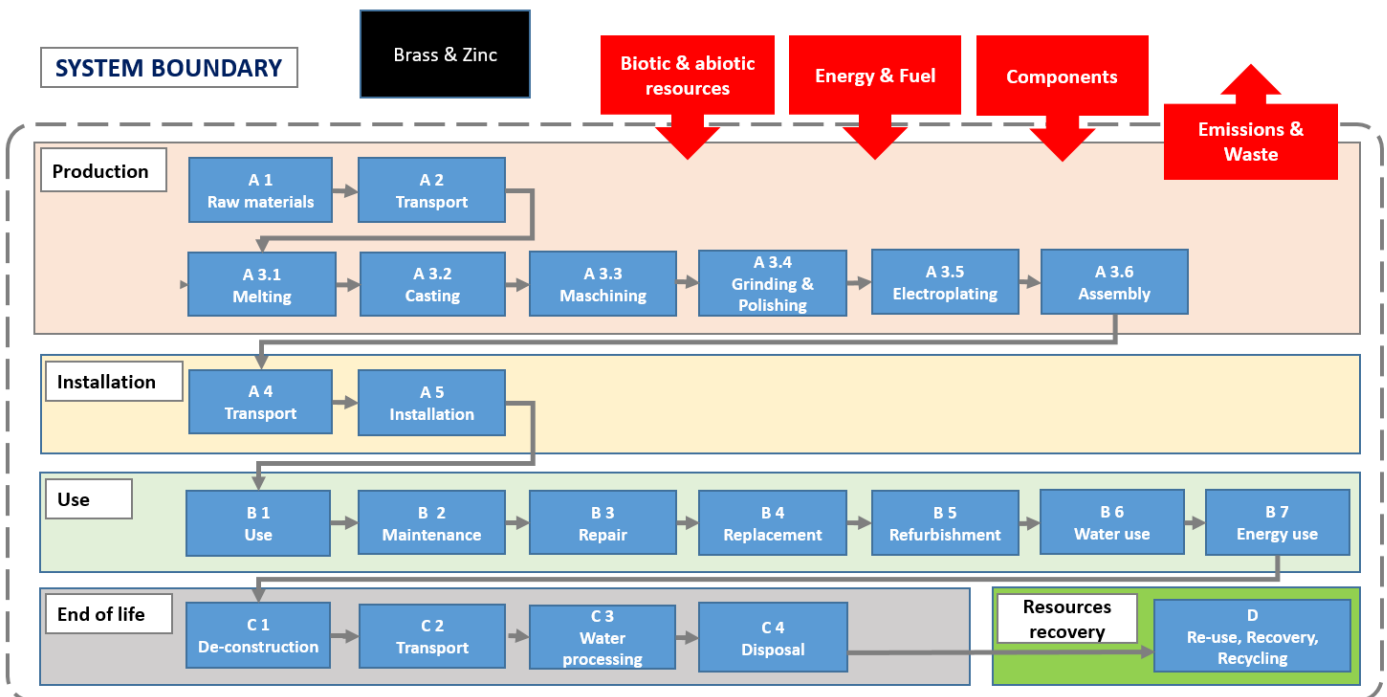 SYSTEM BOUNDARY
Brass & Zinc
Biotic & abiotic
resources
Energy & Fuel
Components
Emissions &
Waste
Production
A 1
Raw materials
A 2
Transport
A 3.1
Melting
A 3.2
Casting
A 3.3
Maschining
A 3.4
Grinding &
Polishing
A 3.5
Electroplating
A 3.6
Assembly
Installation
A 4
Transport
A 5
Installation
Use
B 1
Use
B 2
Maintenance
B 3
Repair
B 4
Replacement
B 5
Refurbishment
B 6
Water use
B 7
Energy use
End of life
C 1
De-construction
C 2
Transport
C 3
Water
processing
C 4
Disposal
Resources
recovery
D
Re-use, Recovery,
Recycling